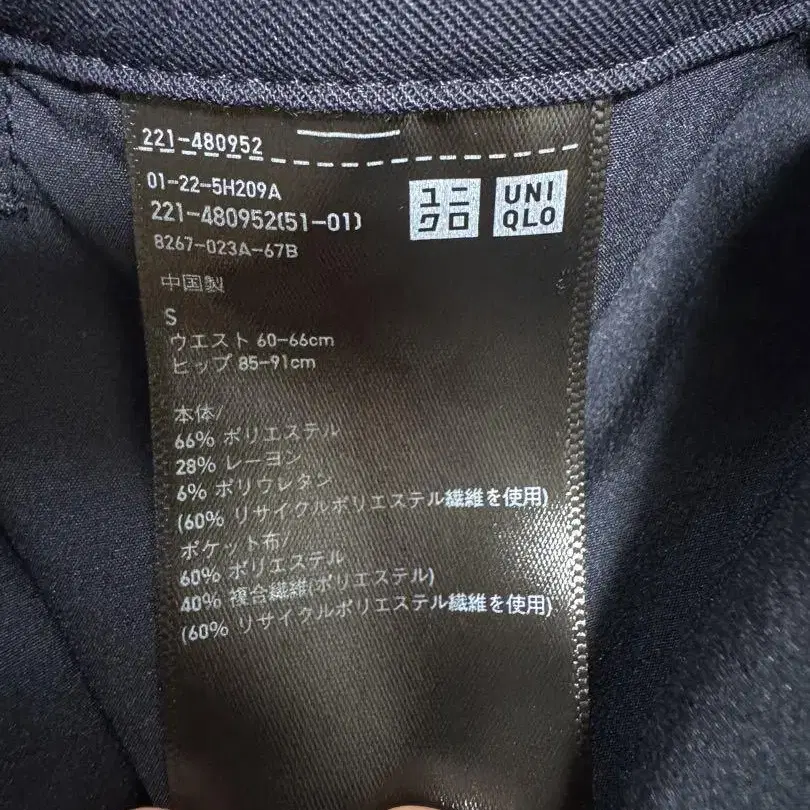 221-480952
01-22-5H209A
221-480952(51-01)
8267-023A-67B
ユニ
クロ
UNI
QLO
中国製
S
ウエスト 60-66cm
ヒップ 85-91cm
本体/
66% ポリエステル
28% レーヨン
6% ポリウレタン
(60% リサイクルポリエステル繊維を使用)
ポケット布/
60% ポリエステル
40% 複合繊維(ポリエステル)
(60% リサイクルポリエステル繊維を使用)